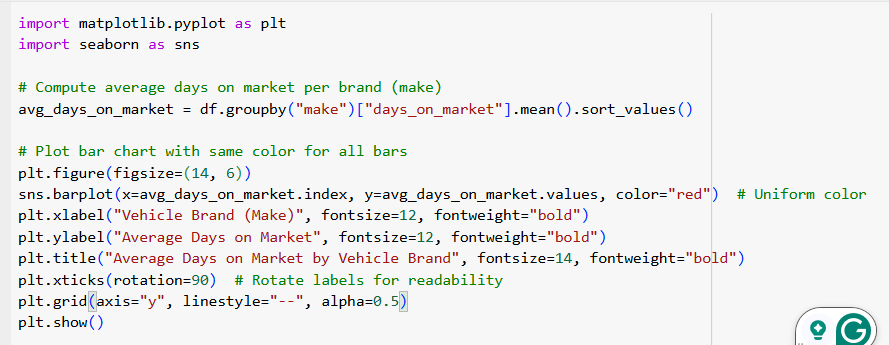 import matplotlib.pyplot as plt
import seaborn as sns

# Compute average days on market per brand (make)
avg_days_on_market = df.groupby("make")["days_on_market"].mean().sort_values()

# Plot bar chart with same color for all bars
plt.figure(figsize=(14, 6))
sns.barplot(x=avg_days_on_market.index, y=avg_days_on_market.values, color="red")  # Uniform color
plt.xlabel("Vehicle Brand (Make)", fontsize=12, fontweight="bold")
plt.ylabel("Average Days on Market", fontsize=12, fontweight="bold")
plt.title("Average Days on Market by Vehicle Brand", fontsize=14, fontweight="bold")
plt.xticks(rotation=90)  # Rotate labels for readability
plt.grid(axis="y", linestyle="--", alpha=0.5)
plt.show()